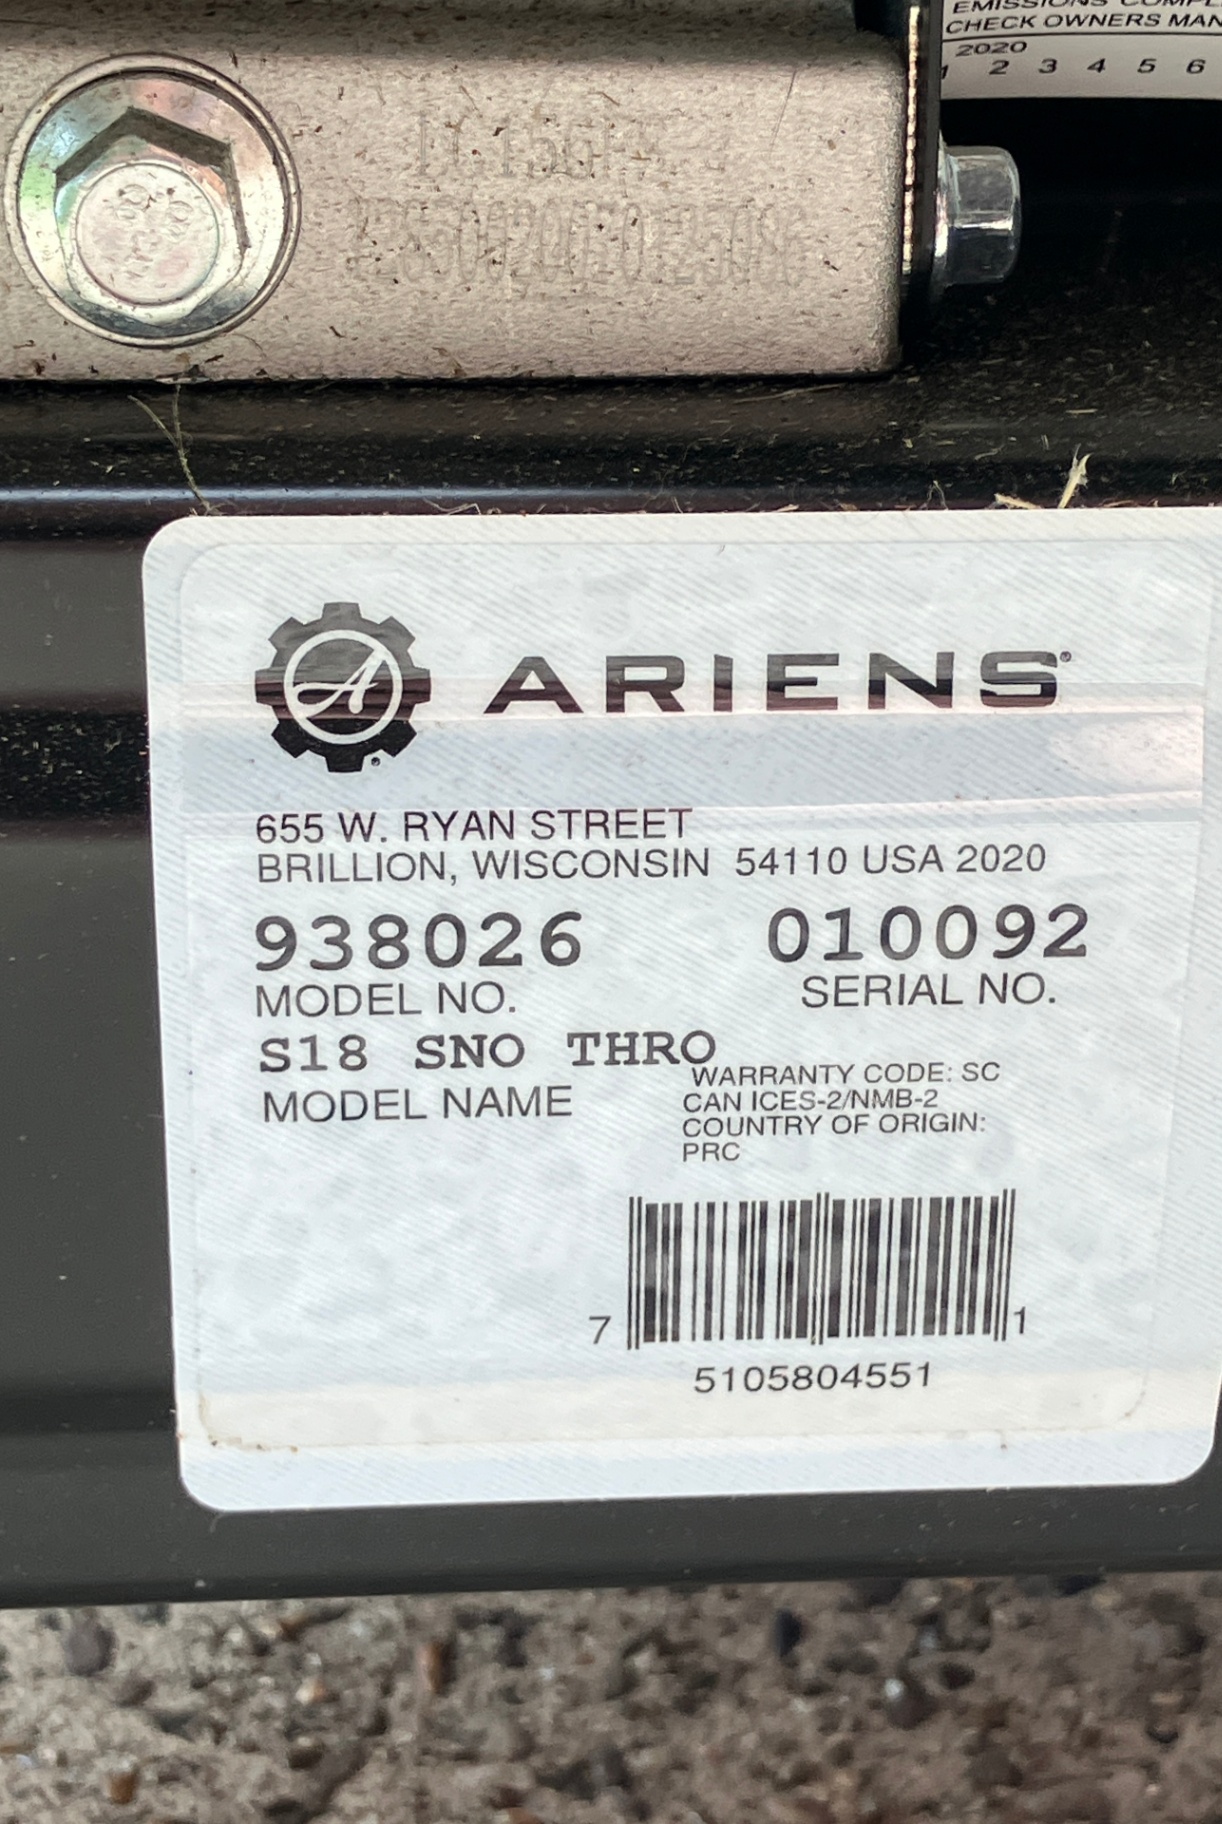 EMISSIONS
CHECK OWNERS MAN
2020
1 2 3 4 5 6
A
ARIENS®
655 W. RYAN STREET
BRILLION, WISCONSIN 54110 USA 2020
938026 010092
MODEL NO. SERIAL NO.
S18 SNO THRO
MODEL NAME
WARRANTY CODE: SC
CAN ICES-2/NMB-2
COUNTRY OF ORIGIN:
PRC
7 1
5105804551